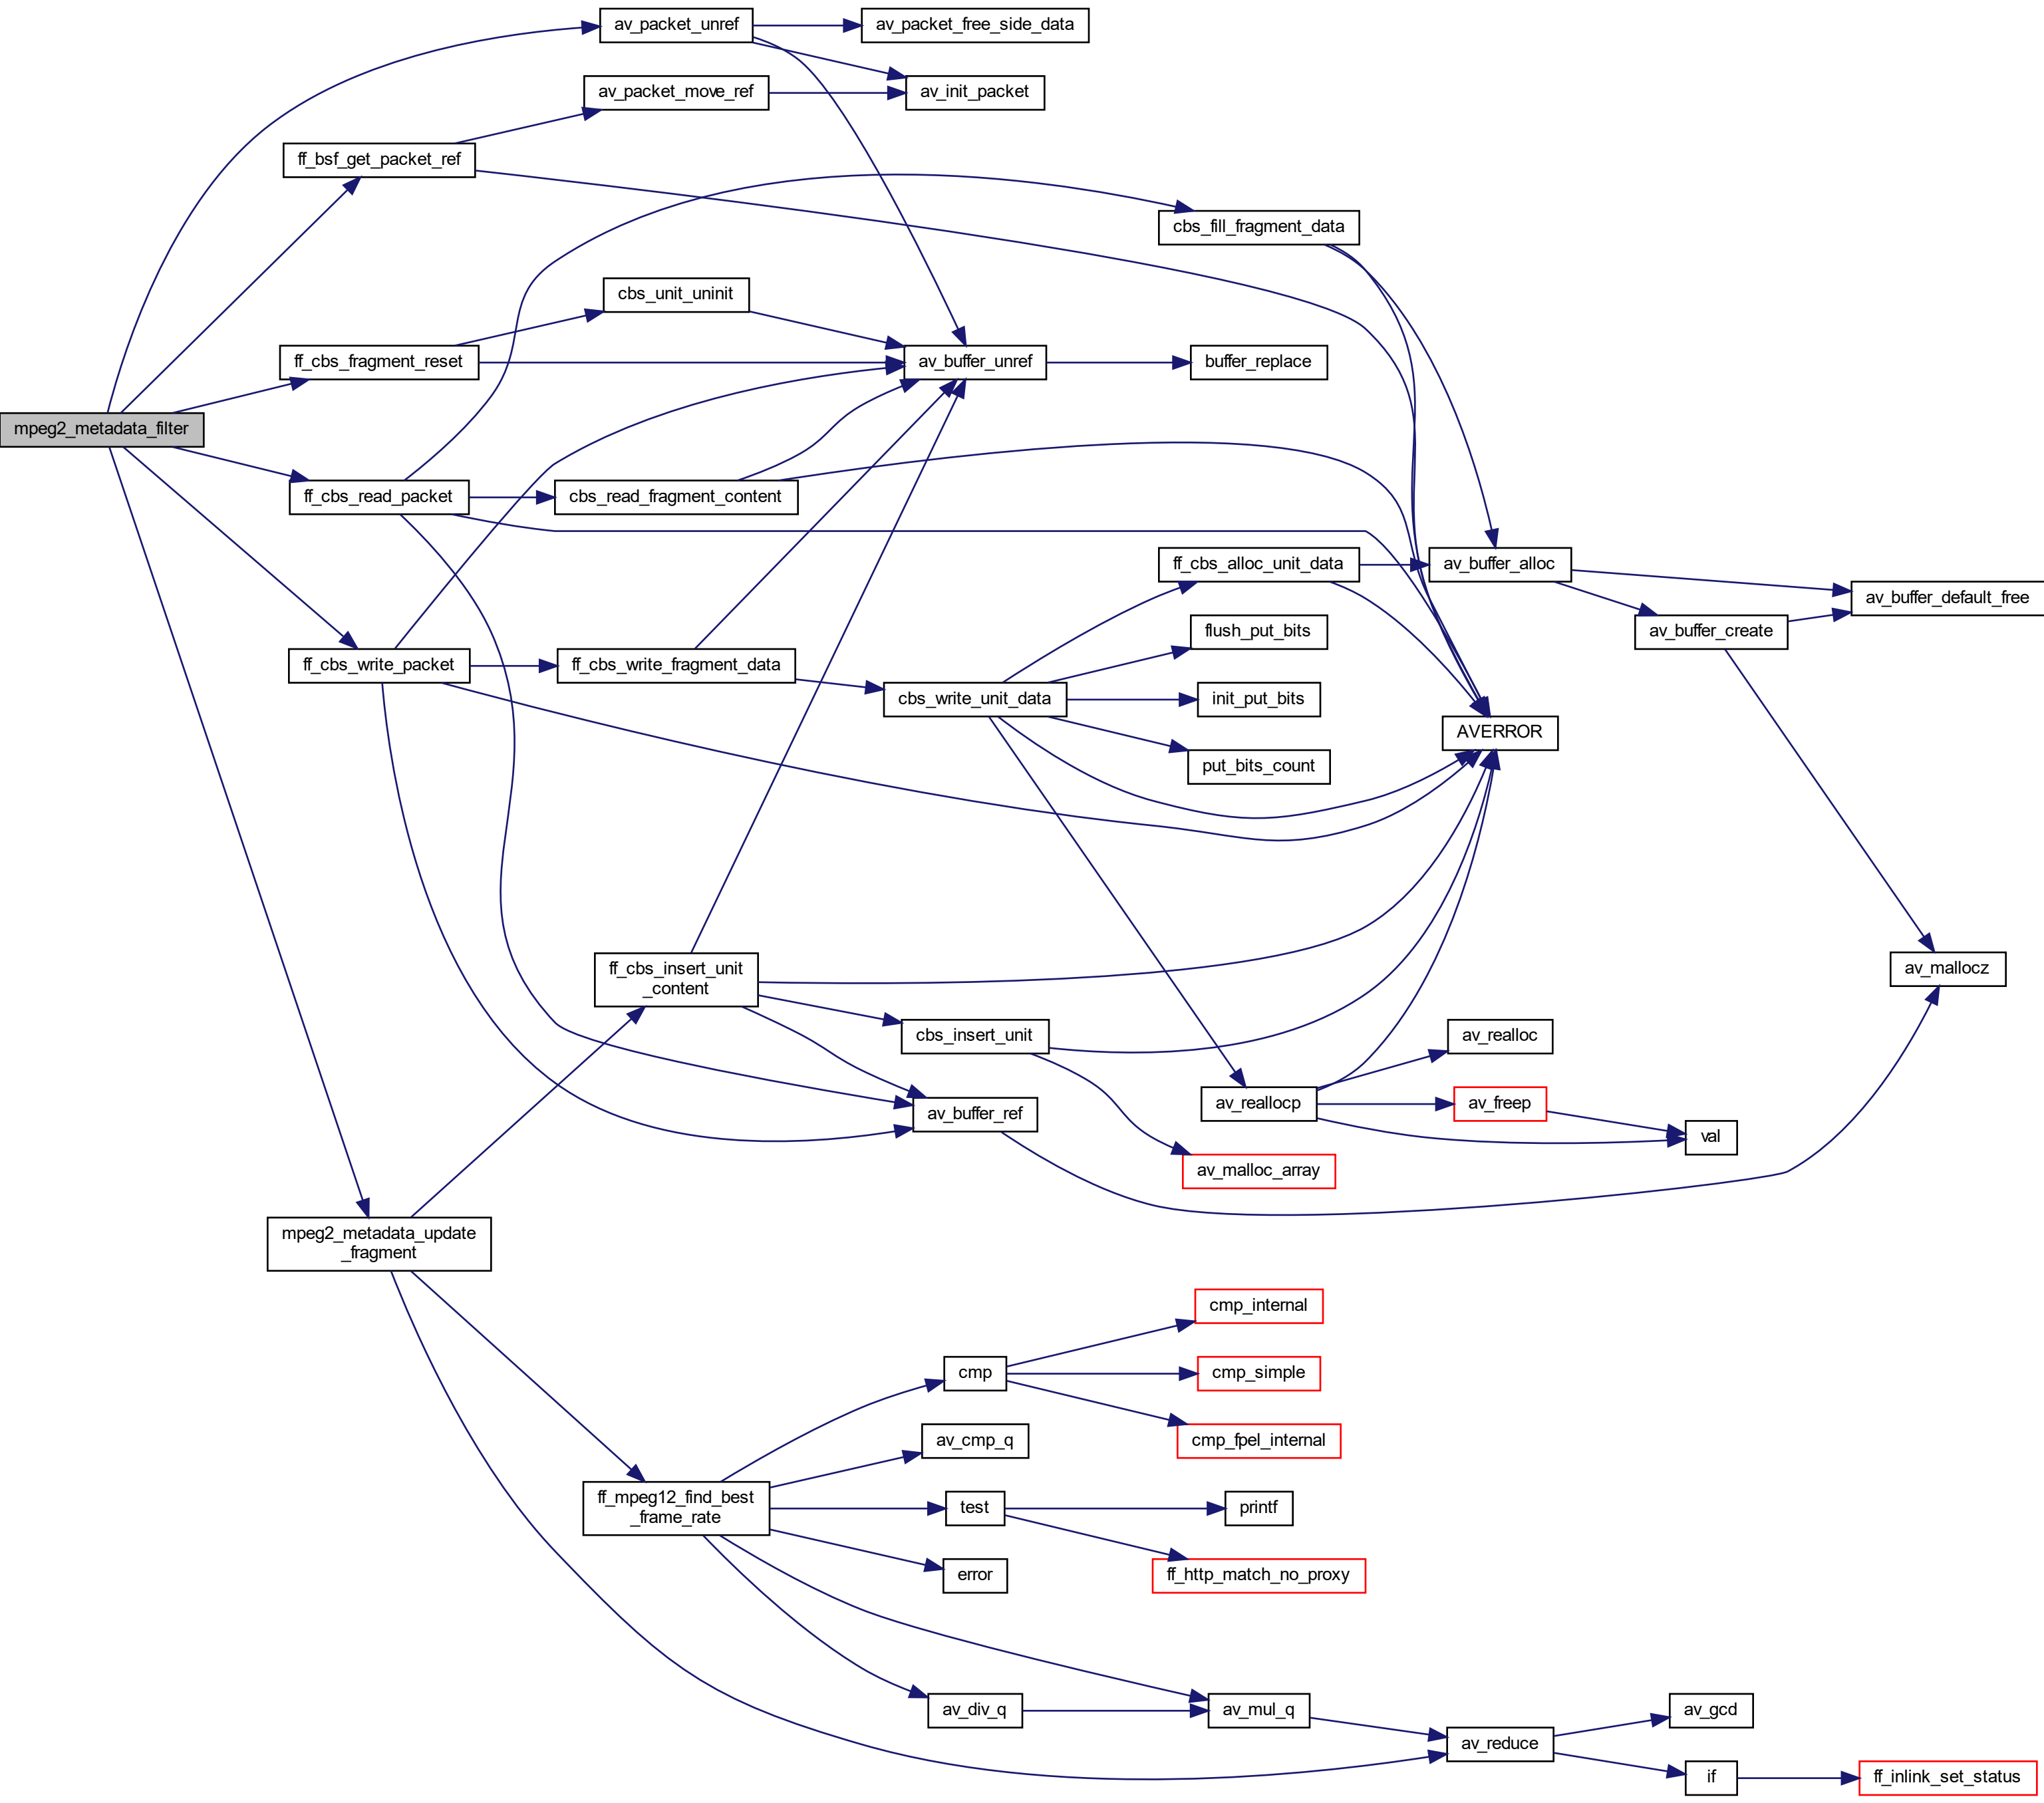 av_packet_unref
av_packet_free_side_data
av_packet_move_ref
av_init_packet
ff_bsf_get_packet_ref
cbs_fill_fragment_data
cbs_unit_uninit
ff_cbs_fragment_reset
av_buffer_unref
buffer_replace
mpeg2_metadata_filter
ff_cbs_read_packet
cbs_read_fragment_content
ff_cbs_alloc_unit_data
av_buffer_alloc
av_buffer_default_free
flush_put_bits
av_buffer_create
ff_cbs_write_packet
ff_cbs_write_fragment_data
cbs_write_unit_data
init_put_bits
AVERROR
put_bits_count
ff_cbs_insert_unit
_content
av_mallocz
cbs_insert_unit
av_realloc
av_buffer_ref
av_reallocp
av_freep
val
av_malloc_array
mpeg2_metadata_update
_fragment
cmp_internal
cmp
cmp_simple
av_cmp_q
cmp_fpel_internal
ff_mpeg12_find_best
_frame_rate
test
printf
error
ff_http_match_no_proxy
av_div_q
av_mul_q
av_gcd
av_reduce
if
ff_inlink_set_status